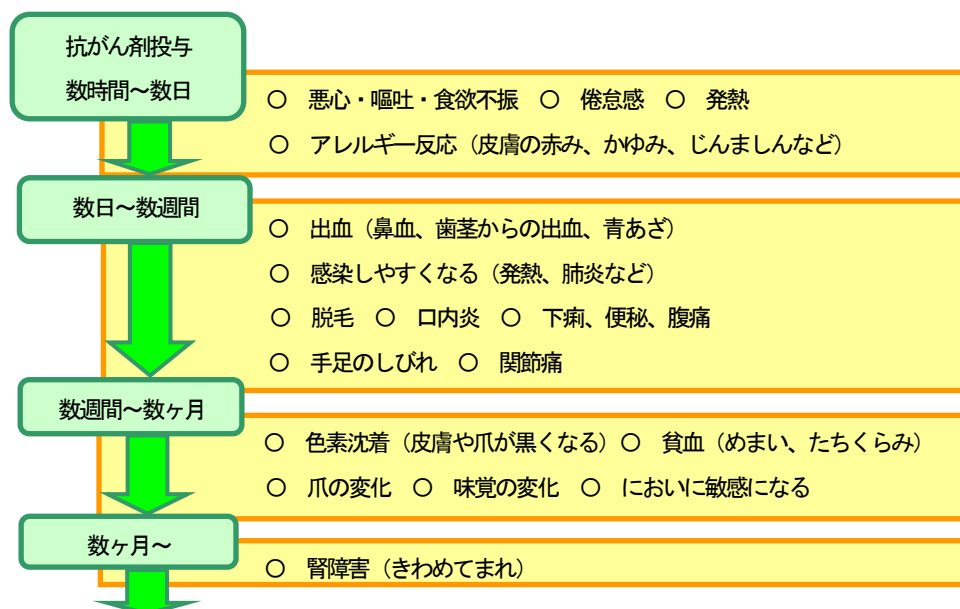 抗がん剤投与
数時間～数日
○ 悪心・嘔吐・食欲不振 ○ 倦怠感 ○ 発熱
○ アレルギー反応（皮膚の赤み、かゆみ、じんましんなど）
数日～数週間
○ 出血（鼻血、歯茎からの出血、青あざ）
○ 感染しやすくなる（発熱、肺炎など）
○ 脱毛 ○ 口内炎 ○ 下痢、便秘、腹痛
○ 手足のしびれ ○ 関節痛
数週間～数ヶ月
○ 色素沈着（皮膚や爪が黒くなる）○ 貧血（めまい、たちくらみ）
○ 爪の変化 ○ 味覚の変化 ○ においに敏感になる
数ヶ月～
○ 腎障害（きわめてまれ）